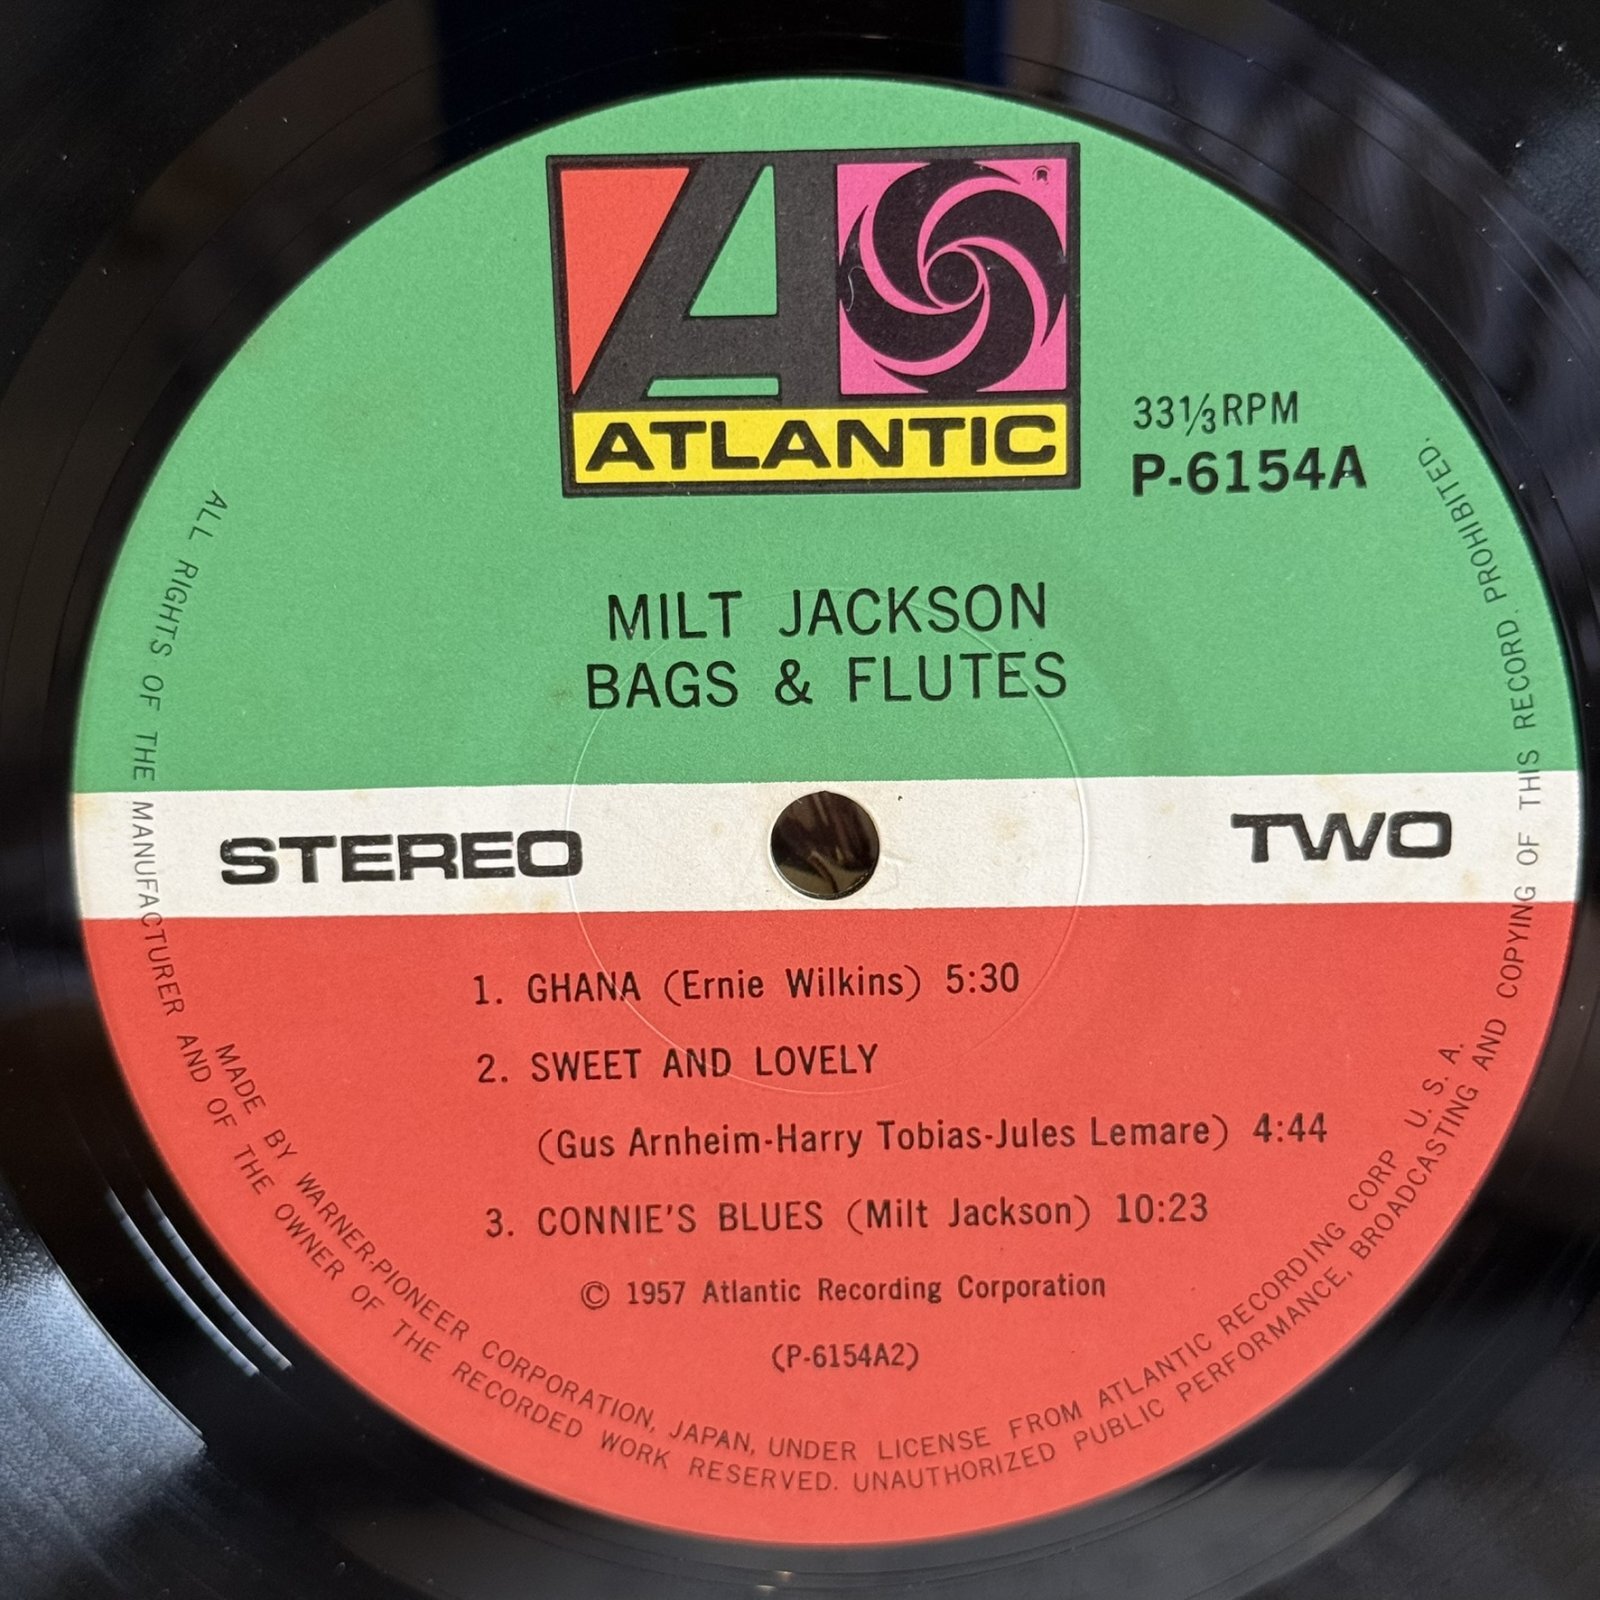 ATLANTIC
33⅓RPM
P-6154A
MILT JACKSON
BAGS & FLUTES
STEREO
TWO
1. GHANA (Ernie Wilkins) 5:30
2. SWEET AND LOVELY
(Gus Arnheim-Harry Tobias-Jules Lemare) 4:44
3. CONNIE'S BLUES (Milt Jackson) 10:23
© 1957 Atlantic Recording Corporation
(P-6154A2)
MADE BY WARNER-PIONEER CORPORATION, JAPAN, UNDER LICENSE FROM ATLANTIC RECORDING CORP U. S. A.
ALL RIGHTS OF THE MANUFACTURER AND OF THE OWNER OF THE RECORDED WORK RESERVED. UNAUTHORIZED PUBLIC PERFORMANCE, BROADCASTING AND COPYING OF THIS RECORD. PROHIBITED.